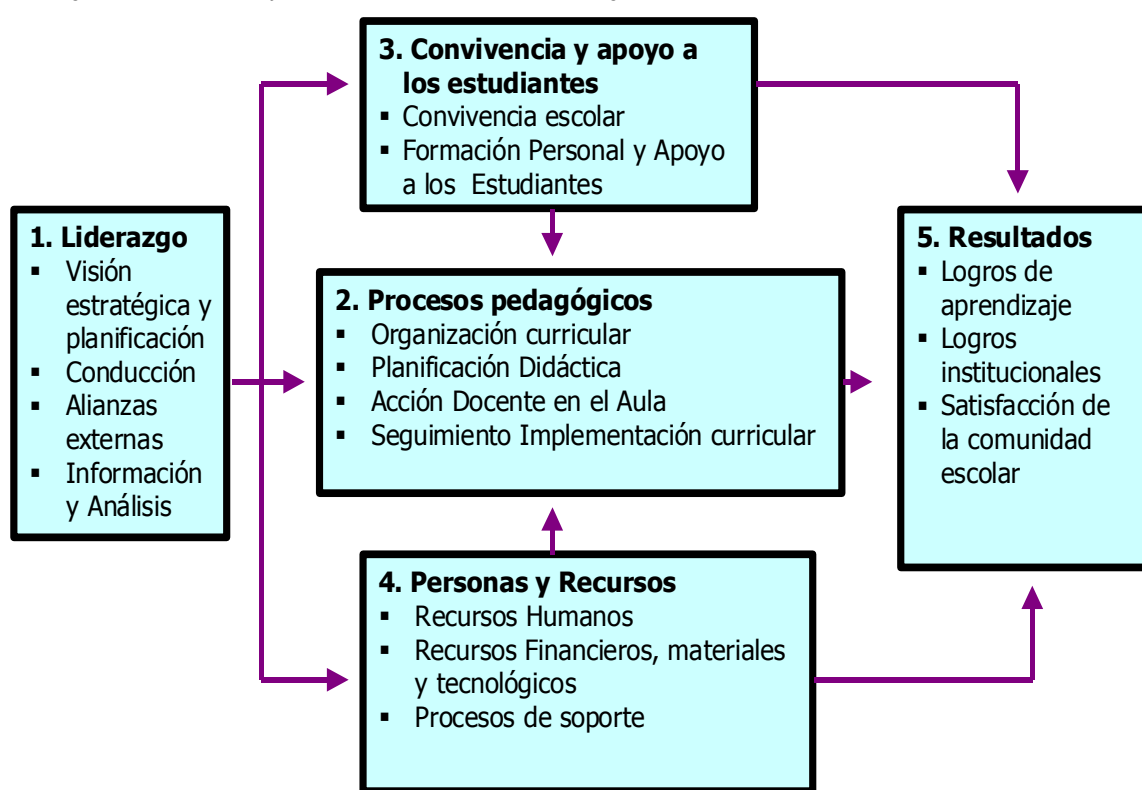 3. Convivencia y apoyo a
los estudiantes
▪ Convivencia escolar
▪ Formación Personal y Apoyo
a los Estudiantes
1. Liderazgo
▪ Visión
estratégica y
planificación
▪ Conducción
▪ Alianzas
externas
▪ Información
y Análisis
2. Procesos pedagógicos
▪ Organización curricular
▪ Planificación Didáctica
▪ Acción Docente en el Aula
▪ Seguimiento Implementación curricular
5. Resultados
▪ Logros de
aprendizaje
▪ Logros
institucionales
▪ Satisfacción de
la comunidad
escolar
4. Personas y Recursos
▪ Recursos Humanos
▪ Recursos Financieros, materiales
y tecnológicos
▪ Procesos de soporte